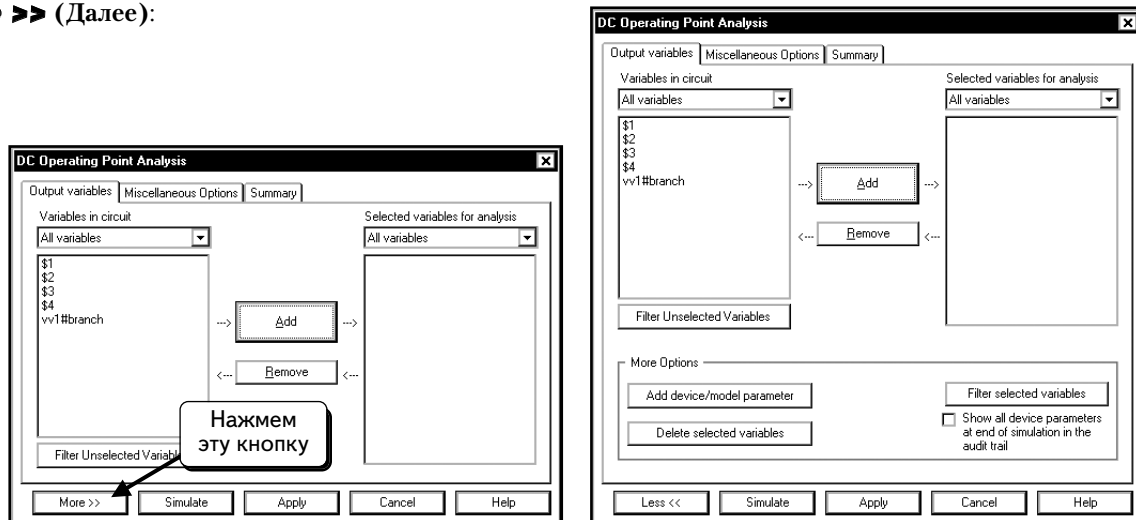 >> (Далее):
DC Operating Point Analysis
Output variables Miscellaneous Options Summary
Variables in circuit Selected variables for analysis
All variables All variables
$1
$2
$3
$4
vv1#branch
---> Add --->
<--- Remove <---
Нажмем
эту кнопку
Filter Unselected
More >> Simulate Apply Cancel Help
DC Operating Point Analysis
Output variables Miscellaneous Options Summary
Variables in circuit Selected variables for analysis
All variables All variables
$1
$2
$3
$4
vv1#branch
---> Add --->
<--- Remove <---
Filter Unselected Variables
More Options
Add device/model parameter Filter selected variables
Delete selected variables
Show all device parameters
at end of simulation in the
audit trail
Less << Simulate Apply Cancel Help